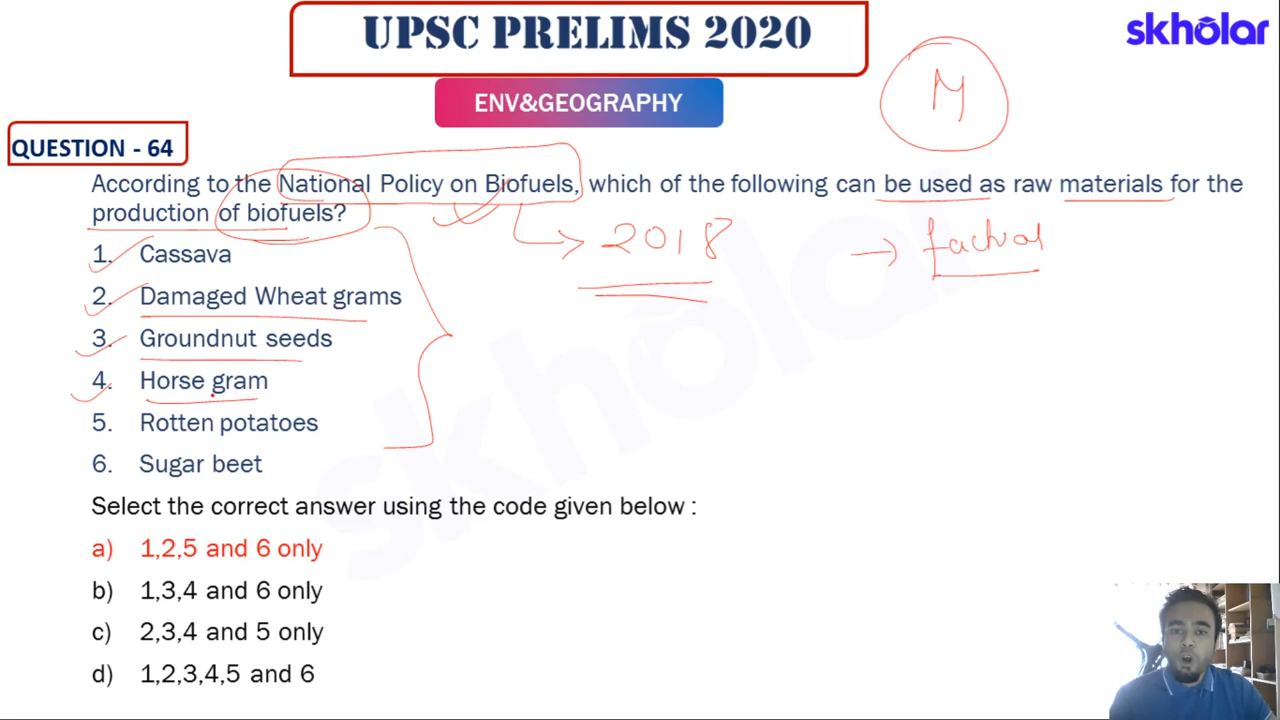 UPSC PRELIMS 2020
skholar
ENV&GEOGRAPHY
M
QUESTION - 64
According to the National Policy on Biofuels, which of the following can be used as raw materials for the
production of biofuels?
→ 2018
→ factual
1. Cassava
2. Damaged Wheat grams
3. Groundnut seeds
4. Horse gram
5. Rotten potatoes
6. Sugar beet
Select the correct answer using the code given below :
a) 1,2,5 and 6 only
b) 1,3,4 and 6 only
c) 2,3,4 and 5 only
d) 1,2,3,4,5 and 6
skholar